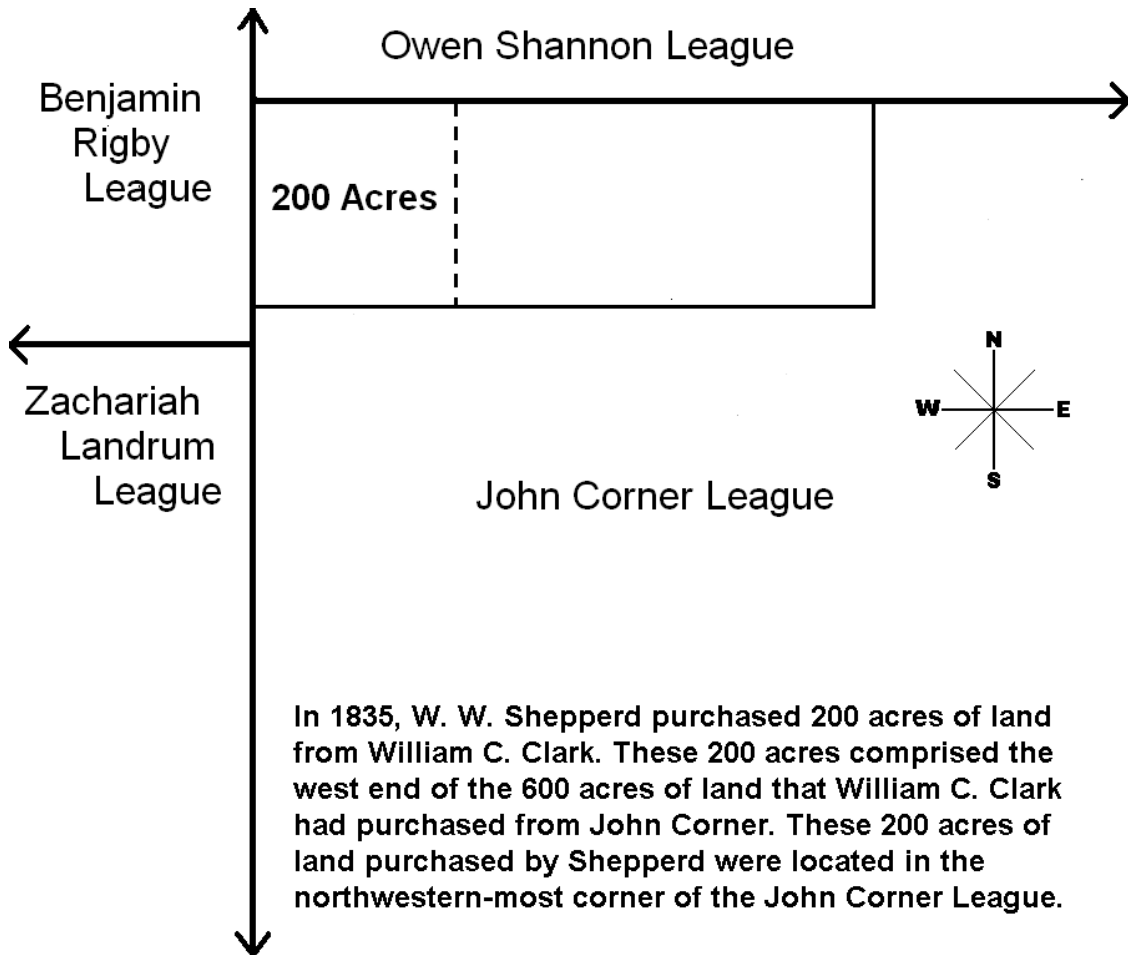 Owen Shannon League
Benjamin
Rigby
League
200 Acres
N
W
E
S
Zachariah
Landrum
League
John Corner League
In 1835, W. W. Shepperd purchased 200 acres of land
from William C. Clark. These 200 acres comprised the
west end of the 600 acres of land that William C. Clark
had purchased from John Corner. These 200 acres of
land purchased by Shepperd were located in the
northwestern-most corner of the John Corner League.